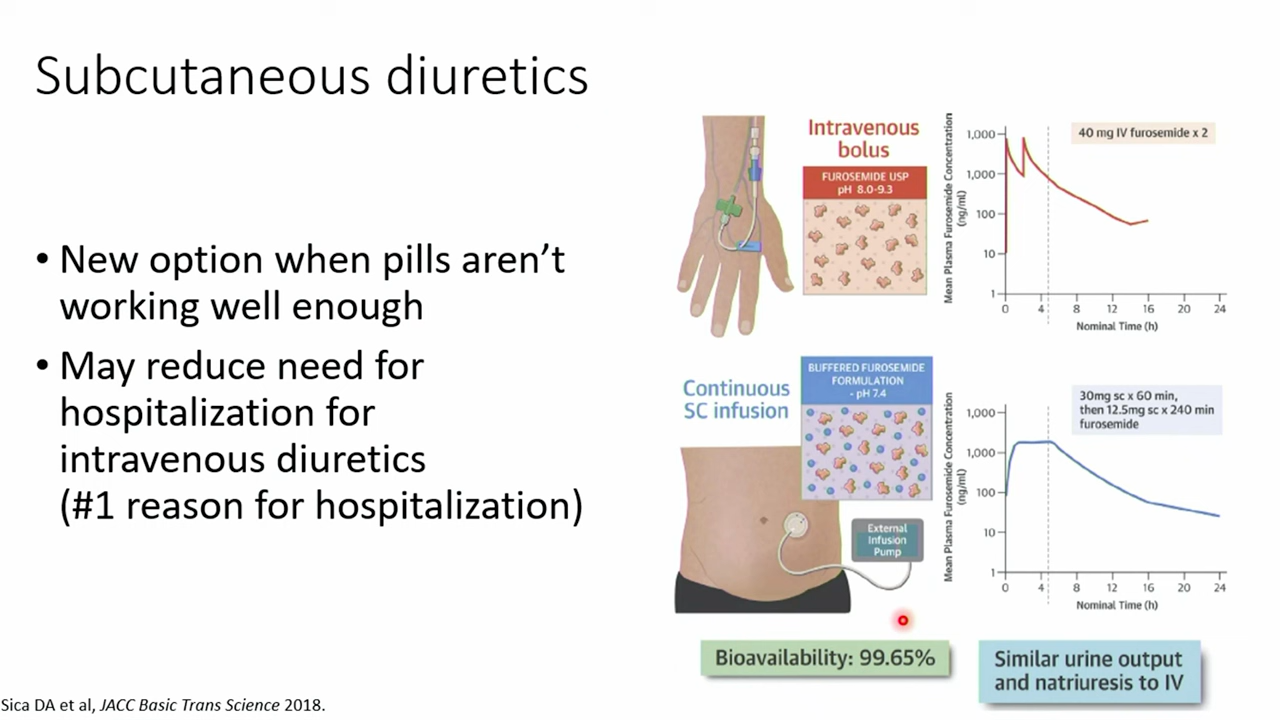 Subcutaneous diuretics
• New option when pills aren’t
working well enough
• May reduce need for
hospitalization for
intravenous diuretics
(#1 reason for hospitalization)
Intravenous
bolus
FUROSEMIDE USP
pH 8.0-9.3
Mean Plasma Furosemide Concentration
(ng/ml)
40 mg IV furosemide x 2
1,000
1,000
100
10
1
0 4 8 12 16 20 24
Nominal Time (h)
Continuous
SC infusion
BUFFERED FUROSEMIDE
FORMULATION
- pH 7.4
External
Infusion
Pump
Mean Plasma Furosemide Concentration
(ng/ml)
30mg sc x 60 min,
then 12.5mg sc x 240 min
furosemide
1,000
1,000
100
10
1
0 4 8 12 16 20 24
Nominal Time (h)
Bioavailability: 99.65%
Similar urine output
and natriuresis to IV
Sica DA et al, JACC Basic Trans Science 2018.